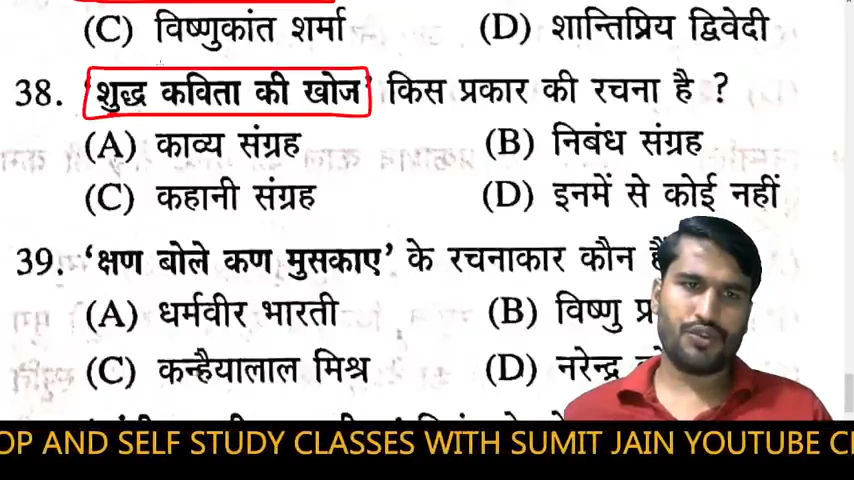 (C) विष्णुकांत शर्मा (D) शान्तिप्रिय द्विवेदी
38. 'शुद्ध कविता की खोज' किस प्रकार की रचना है ?
(A) काव्य संग्रह (B) निबंध संग्रह
(C) कहानी संग्रह (D) इनमें से कोई नहीं
39. 'क्षण बोले कण मुसकाए' के रचनाकार कौन हैं
(A) धर्मवीर भारती (B) विष्णु
(C) कन्हैयालाल मिश्र (D) नरेन्द्र
OP AND SELF STUDY CLASSES WITH SUMIT JAIN YOUTUBE